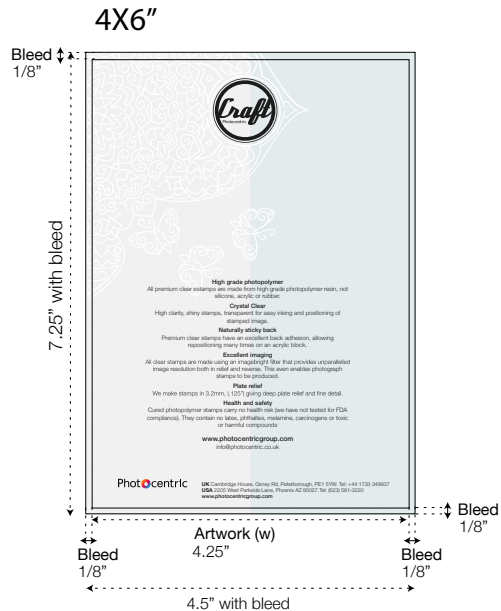 4X6”
Bleed
1/8”
7.25” with bleed
Craft
Photocentric
High grade photopolymer
All premium clear estamps are made from high grade photopolymer resin, not
silicone, acrylic or rubber.
Crystal Clear
High clarity, shiny stamps, transparent for easy inking and positioning of
stamped image.
Naturally sticky back
Premium clear stamps have an excellent back adhesion, allowing
repositioning many times on an acrylic block.
Excellent imaging
All clear stamps are made using an imagebright filter that provides unparallelled
image resolution both in relief and reverse. This even enables photograph
stamps to be produced.
Plate relief
We make stamps in 3.2mm, (.125") giving deep plate relief and fine detail.
Health and safety
Cured photopolymer stamps carry no health risk (we have not tested for FDA
compliance). They contain no latex, phthaltes, melamine, carcinogens or toxic
or harmful compounds
www.photocentricgroup.com
info@photocentric.co.uk
Photocentric
UK Cambridge House, Oxney Rd, Peterborough, PE1 5YW. Tel: +44 1733 349937
USA 2205 West Parkside Lane, Phoenix AZ 85027. Tel: (623) 581-3220
www.photocentricgroup.com
Bleed
1/8”
Artwork (w)
4.25”
Bleed
1/8”
Bleed
1/8”
4.5” with bleed